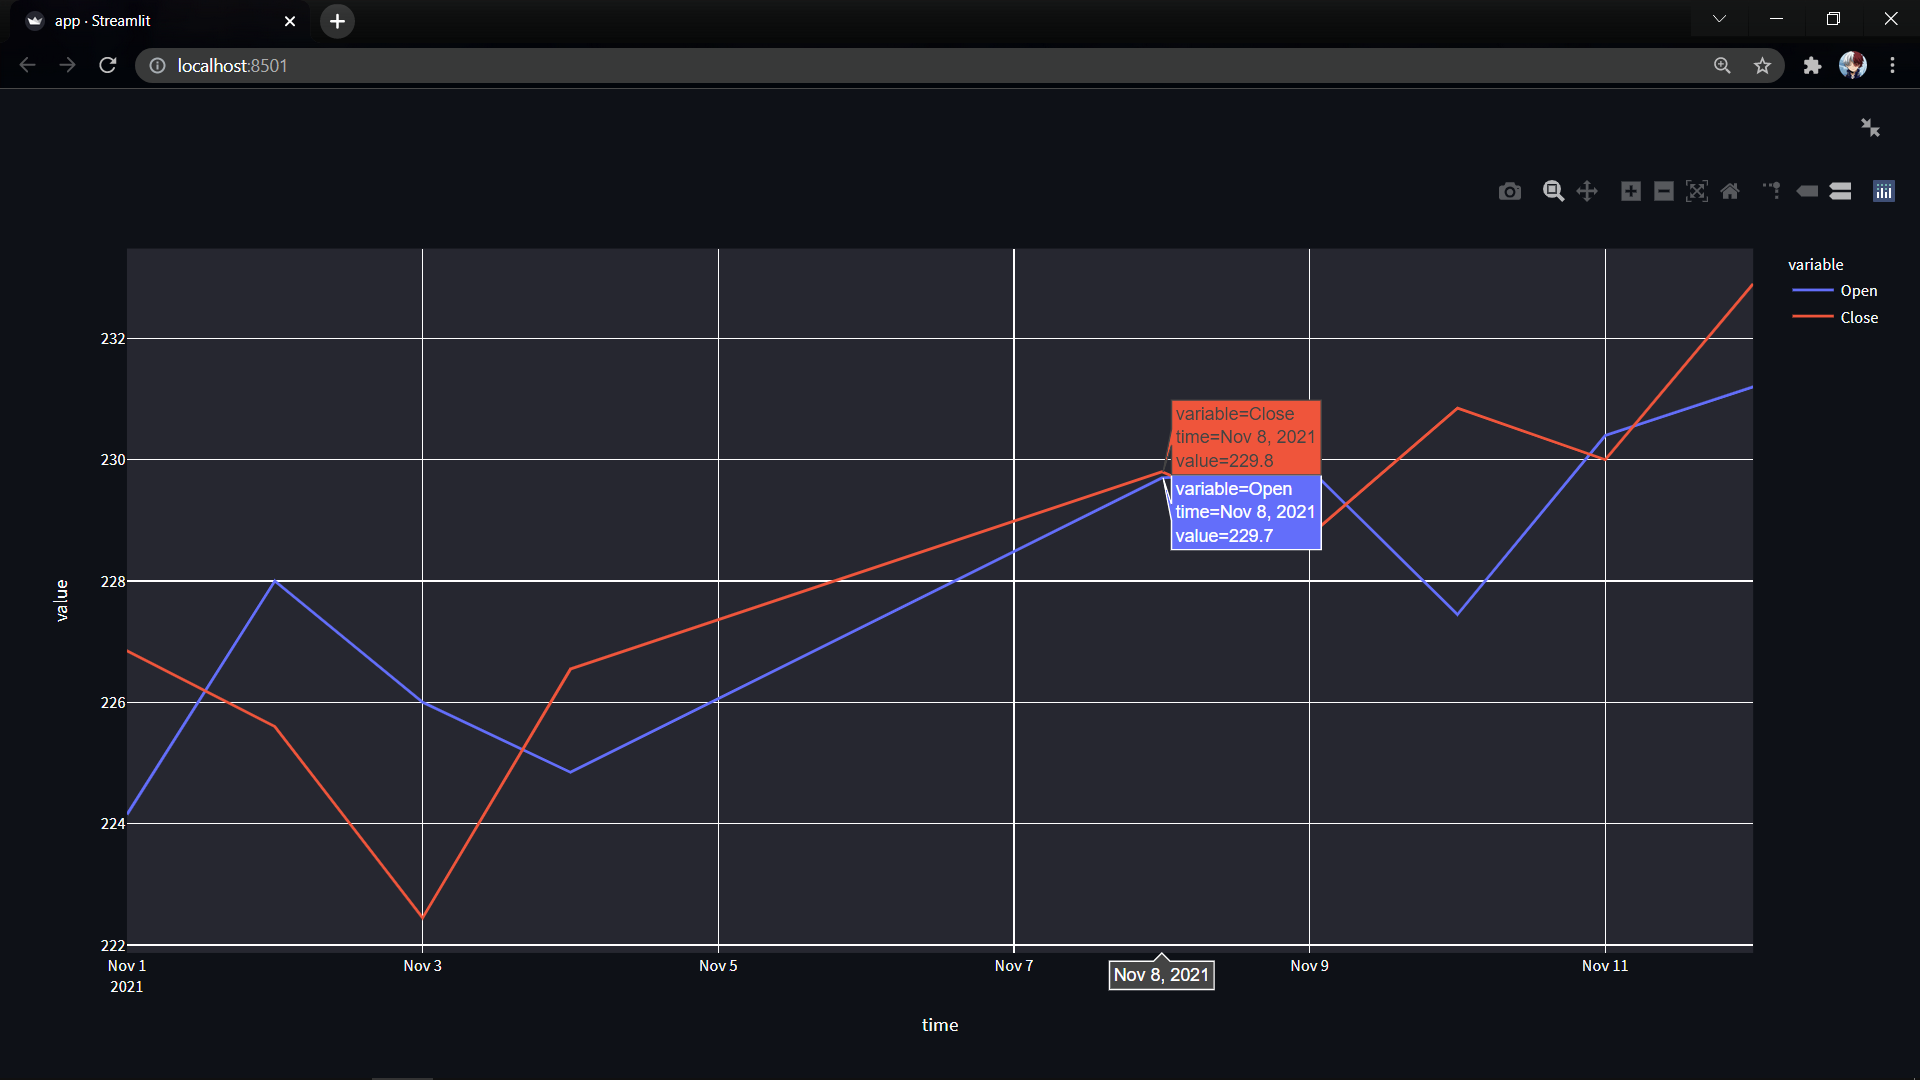 app · Streamlit
localhost:8501
variable
Open
Close
232
230
228
226
224
222
value
variable=Close
time=Nov 8, 2021
value=229.8
variable=Open
time=Nov 8, 2021
value=229.7
Nov 1
2021
Nov 3
Nov 5
Nov 7
Nov 8, 2021
Nov 9
Nov 11
time